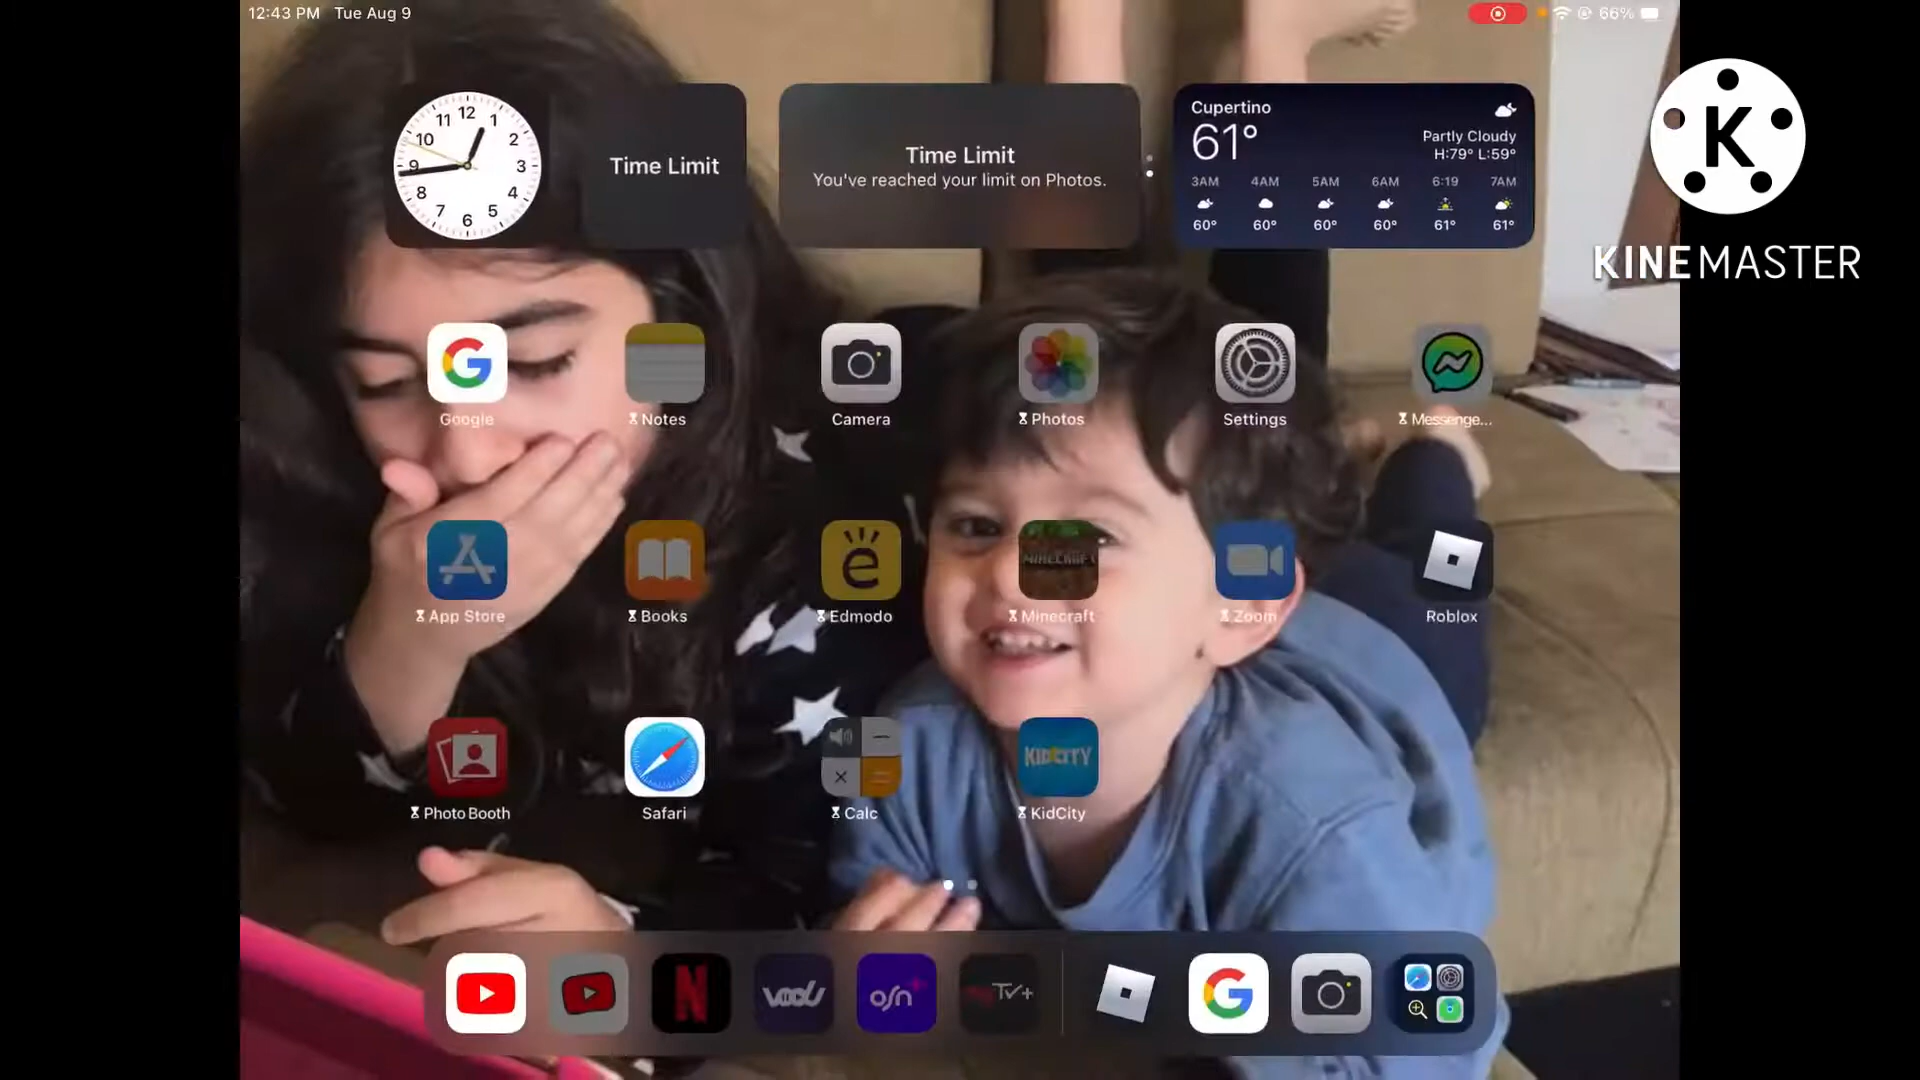 12:43 PM Tue Aug 9
66%
12 1 2 3 4 5 6 7 8 9 10 11
Time Limit
Time Limit
You've reached your limit on Photos.
Cupertino
61°
Partly Cloudy
H:79° L:59°
3AM 4AM 5AM 6AM 6:19 7AM
60° 60° 60° 60° 61° 61°
K
KINEMASTER
Google Notes Camera Photos Settings Messenge...
e MINECRAFT
App Store Books Edmodo Minecraft Zoom Roblox
KIDCITY
Photo Booth Safari Calc KidCity
N VODU osn+ TV+ G